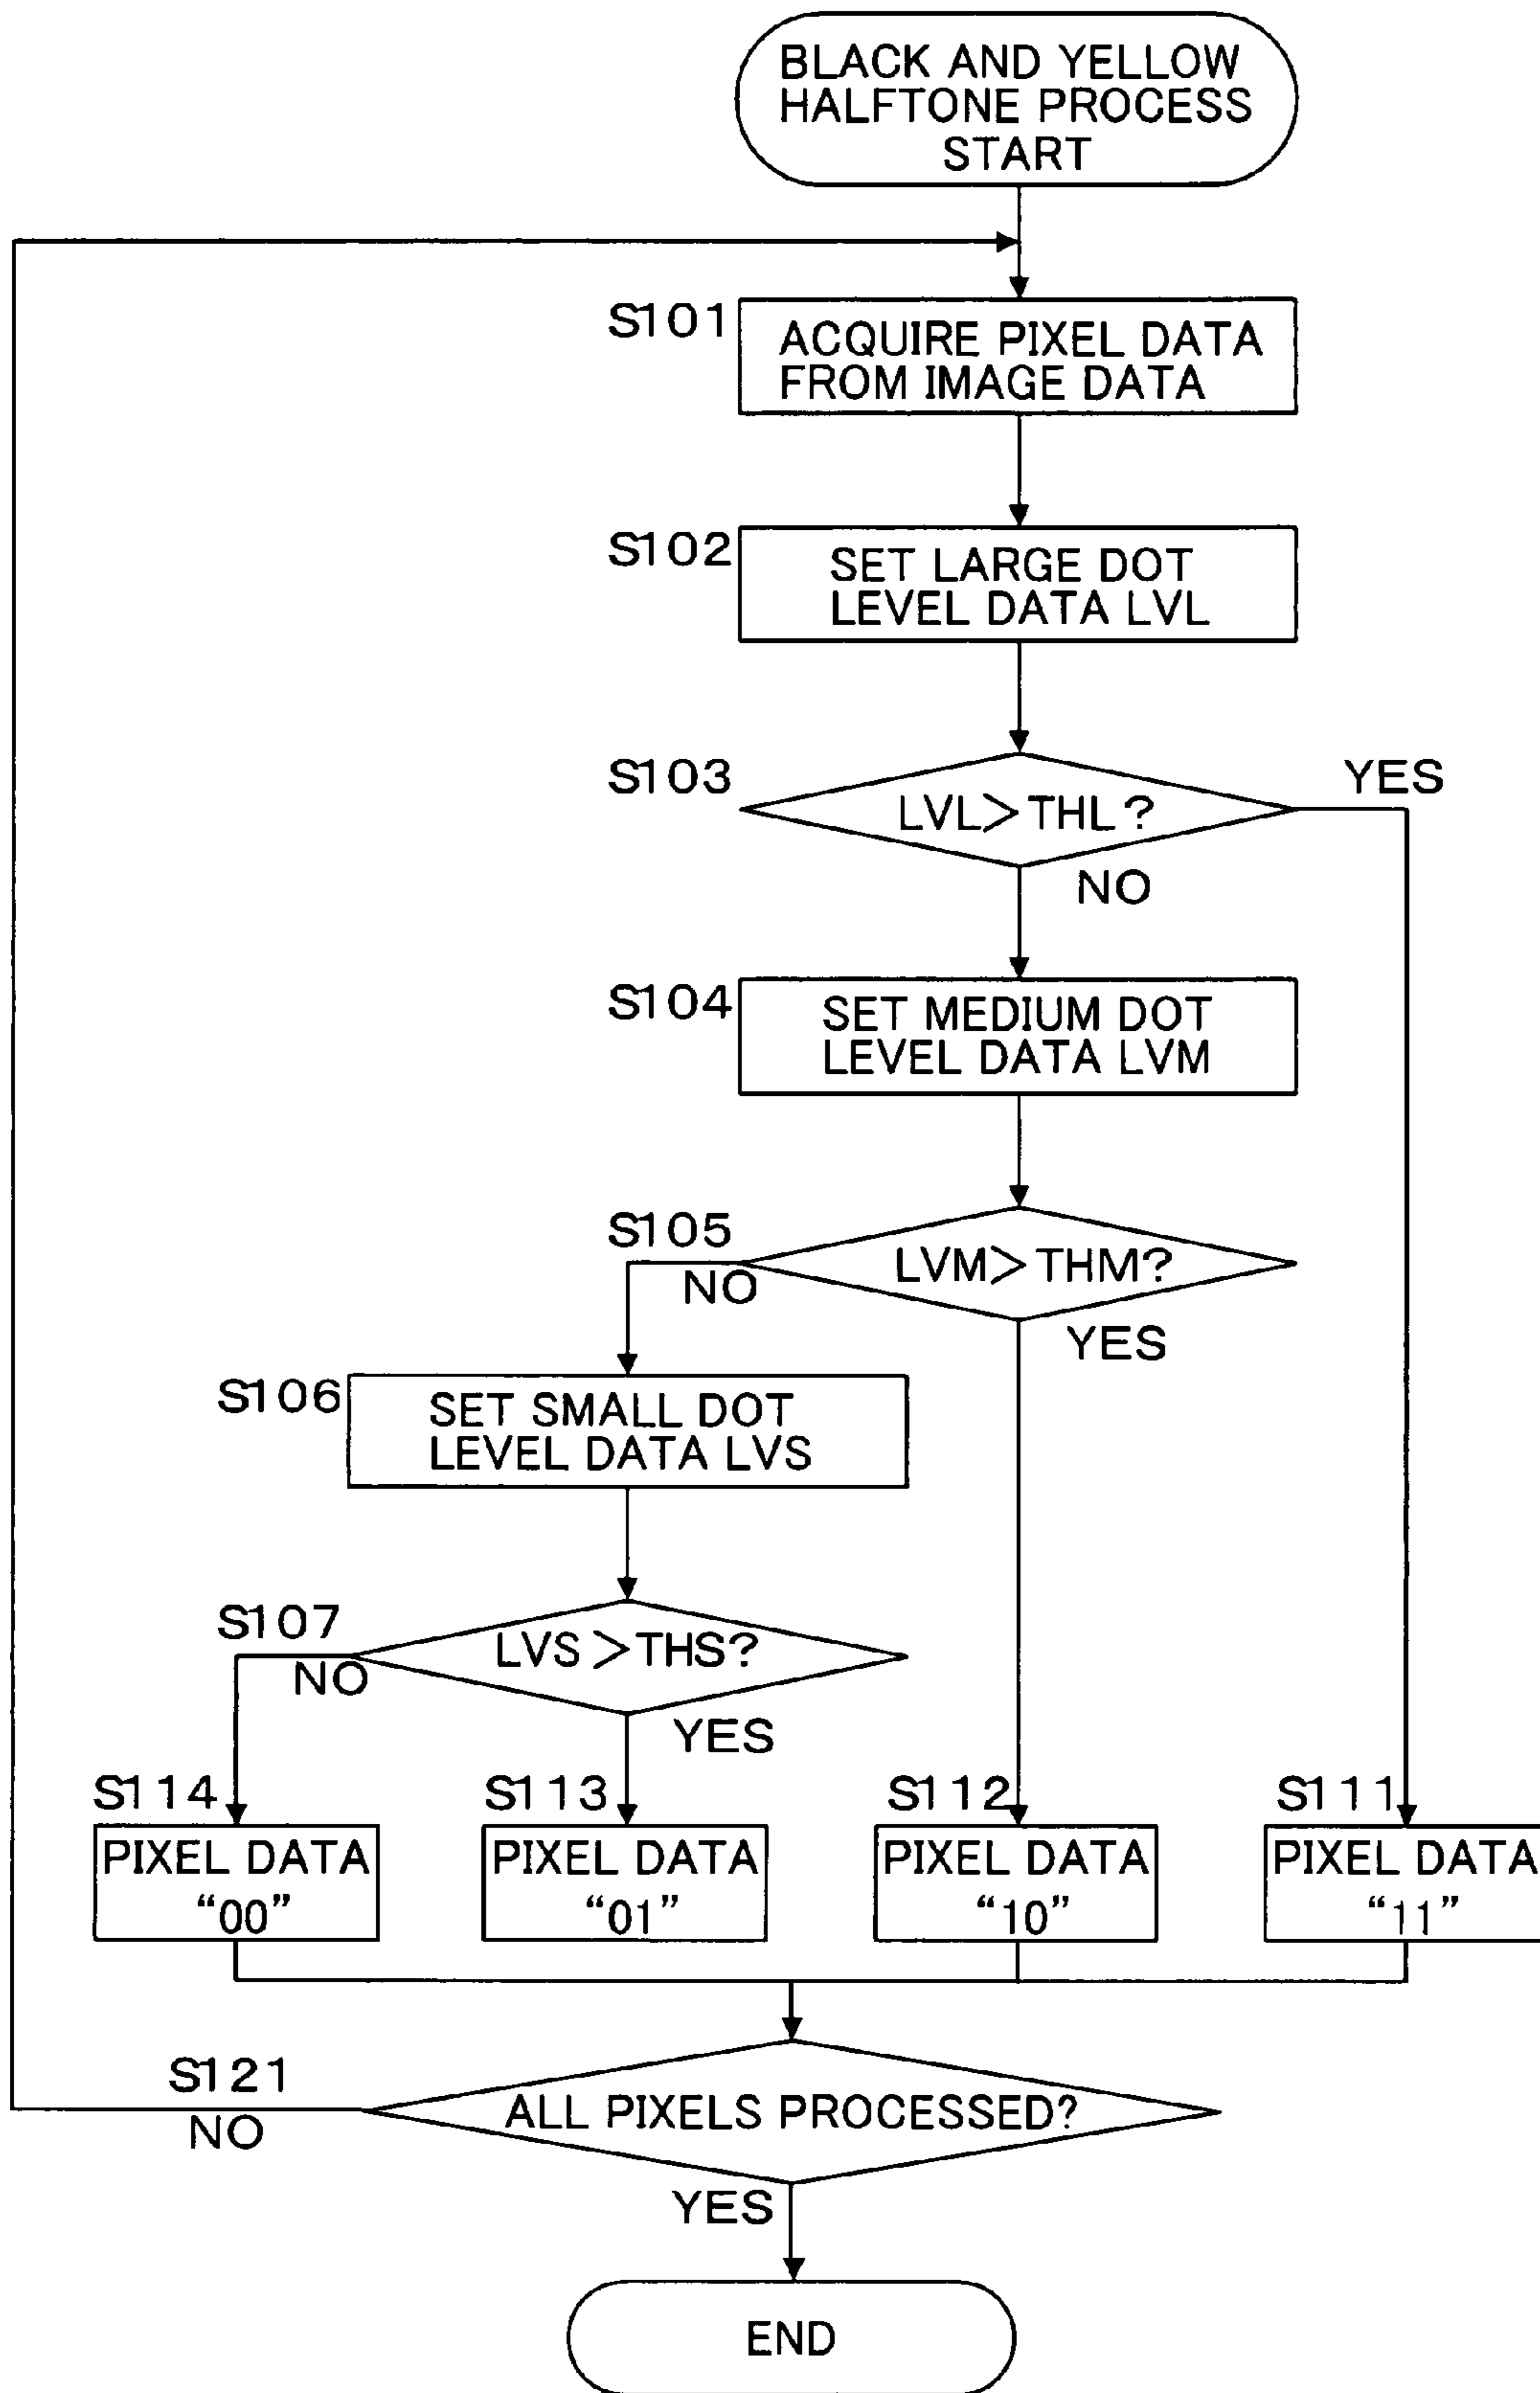 BLACK AND YELLOW
HALFTONE PROCESS
START
S101
ACQUIRE PIXEL DATA
FROM IMAGE DATA
S102
SET LARGE DOT
LEVEL DATA LVL
S103
LVL>THL?
YES
NO
S104
SET MEDIUM DOT
LEVEL DATA LVM
S105
LVM>THM?
NO
YES
S106
SET SMALL DOT
LEVEL DATA LVS
S107
LVS>THS?
NO
YES
S114
S113
S112
S111
PIXEL DATA
“00”
PIXEL DATA
“01”
PIXEL DATA
“10”
PIXEL DATA
“11”
S121
ALL PIXELS PROCESSED?
NO
YES
END